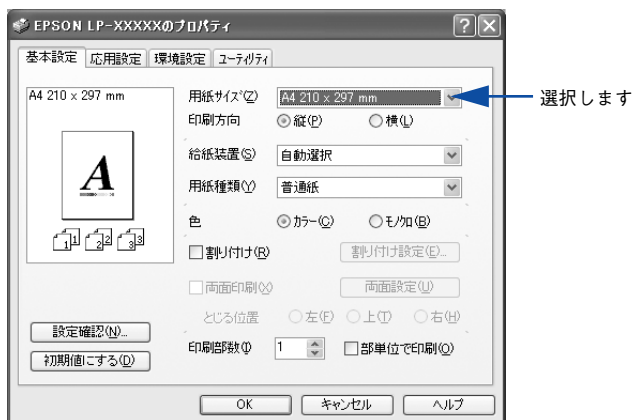 EPSON LP-XXXXXのプロパティ
基本設定 応用設定 環境設定 ユーティリティ
A4 210 x 297 mm
用紙サイズ(Z) A4 210 x 297 mm 選択します
印刷方向 縦(P) 横(L)
給紙装置(S) 自動選択
A
用紙種類(Y) 普通紙
色 カラー(C) モノクロ(B)
1 1 2 2 3 3
割り付け(R) 割り付け設定(E)...
両面印刷(X) 両面設定(U)
とじる位置 左(F) 上(T) 右(H)
設定確認(N)...
印刷部数(I) 1 部単位で印刷(O)
初期値にする(D)
OK キャンセル ヘルプ